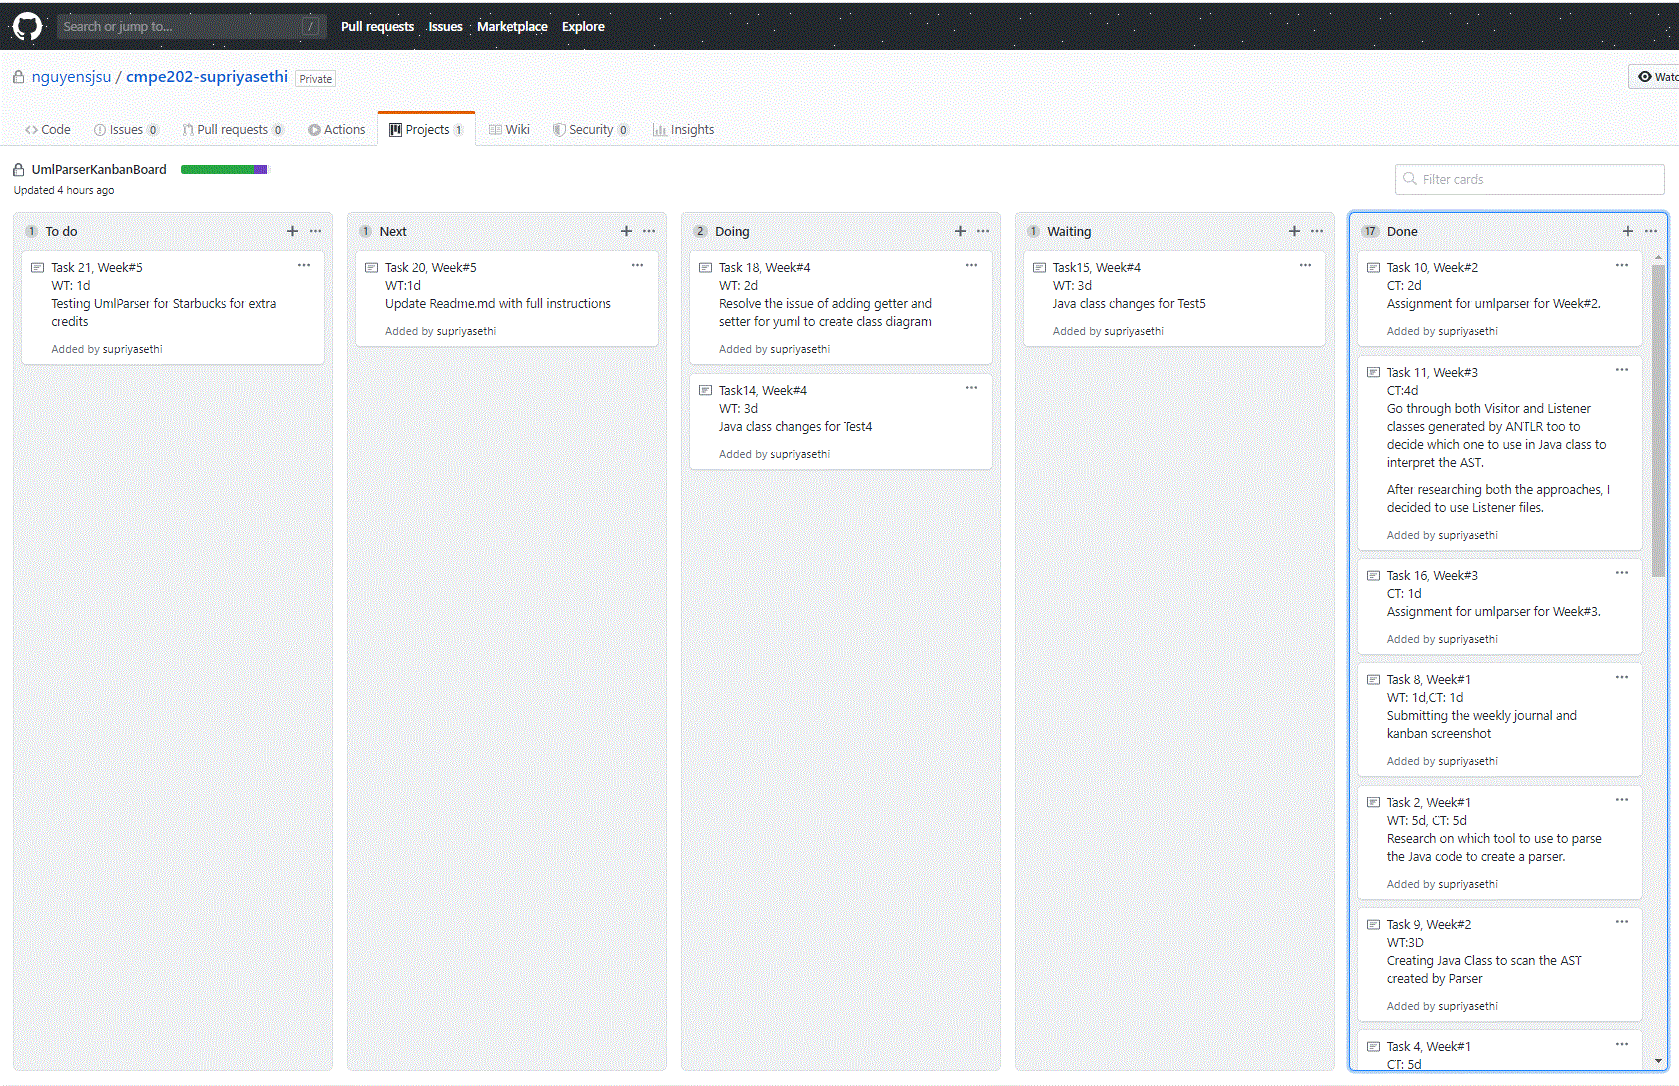 Search or jump to... /
Pull requests Issues Marketplace Explore
nguyensjsu / cmpe202-supriyasethi Private
Watc
Code Issues 0 Pull requests 0 Actions Projects 1 Wiki Security 0 Insights
UmlParserKanbanBoard
Updated 4 hours ago
Filter cards
1 To do
Task 21, Week#5
WT: 1d
Testing UmlParser for Starbucks for extra
credits
Added by supriyasethi
1 Next
Task 20, Week#5
WT:1d
Update Readme.md with full instructions
Added by supriyasethi
2 Doing
Task 18, Week#4
WT: 2d
Resolve the issue of adding getter and
setter for yuml to create class diagram
Added by supriyasethi
Task14, Week#4
WT: 3d
Java class changes for Test4
Added by supriyasethi
1 Waiting
Task15, Week#4
WT: 3d
Java class changes for Test5
Added by supriyasethi
17 Done
Task 10, Week#2
CT: 2d
Assignment for umlparser for Week#2.
Added by supriyasethi
Task 11, Week#3
CT:4d
Go through both Visitor and Listener
classes generated by ANTLR too to
decide which one to use in Java class to
interpret the AST.
After researching both the approaches, I
decided to use Listener files.
Added by supriyasethi
Task 16, Week#3
CT: 1d
Assignment for umlparser for Week#3.
Added by supriyasethi
Task 8, Week#1
WT: 1d,CT: 1d
Submitting the weekly journal and
kanban screenshot
Added by supriyasethi
Task 2, Week#1
WT: 5d, CT: 5d
Research on which tool to use to parse
the Java code to create a parser.
Added by supriyasethi
Task 9, Week#2
WT:3D
Creating Java Class to scan the AST
created by Parser
Added by supriyasethi
Task 4, Week#1
CT: 5d